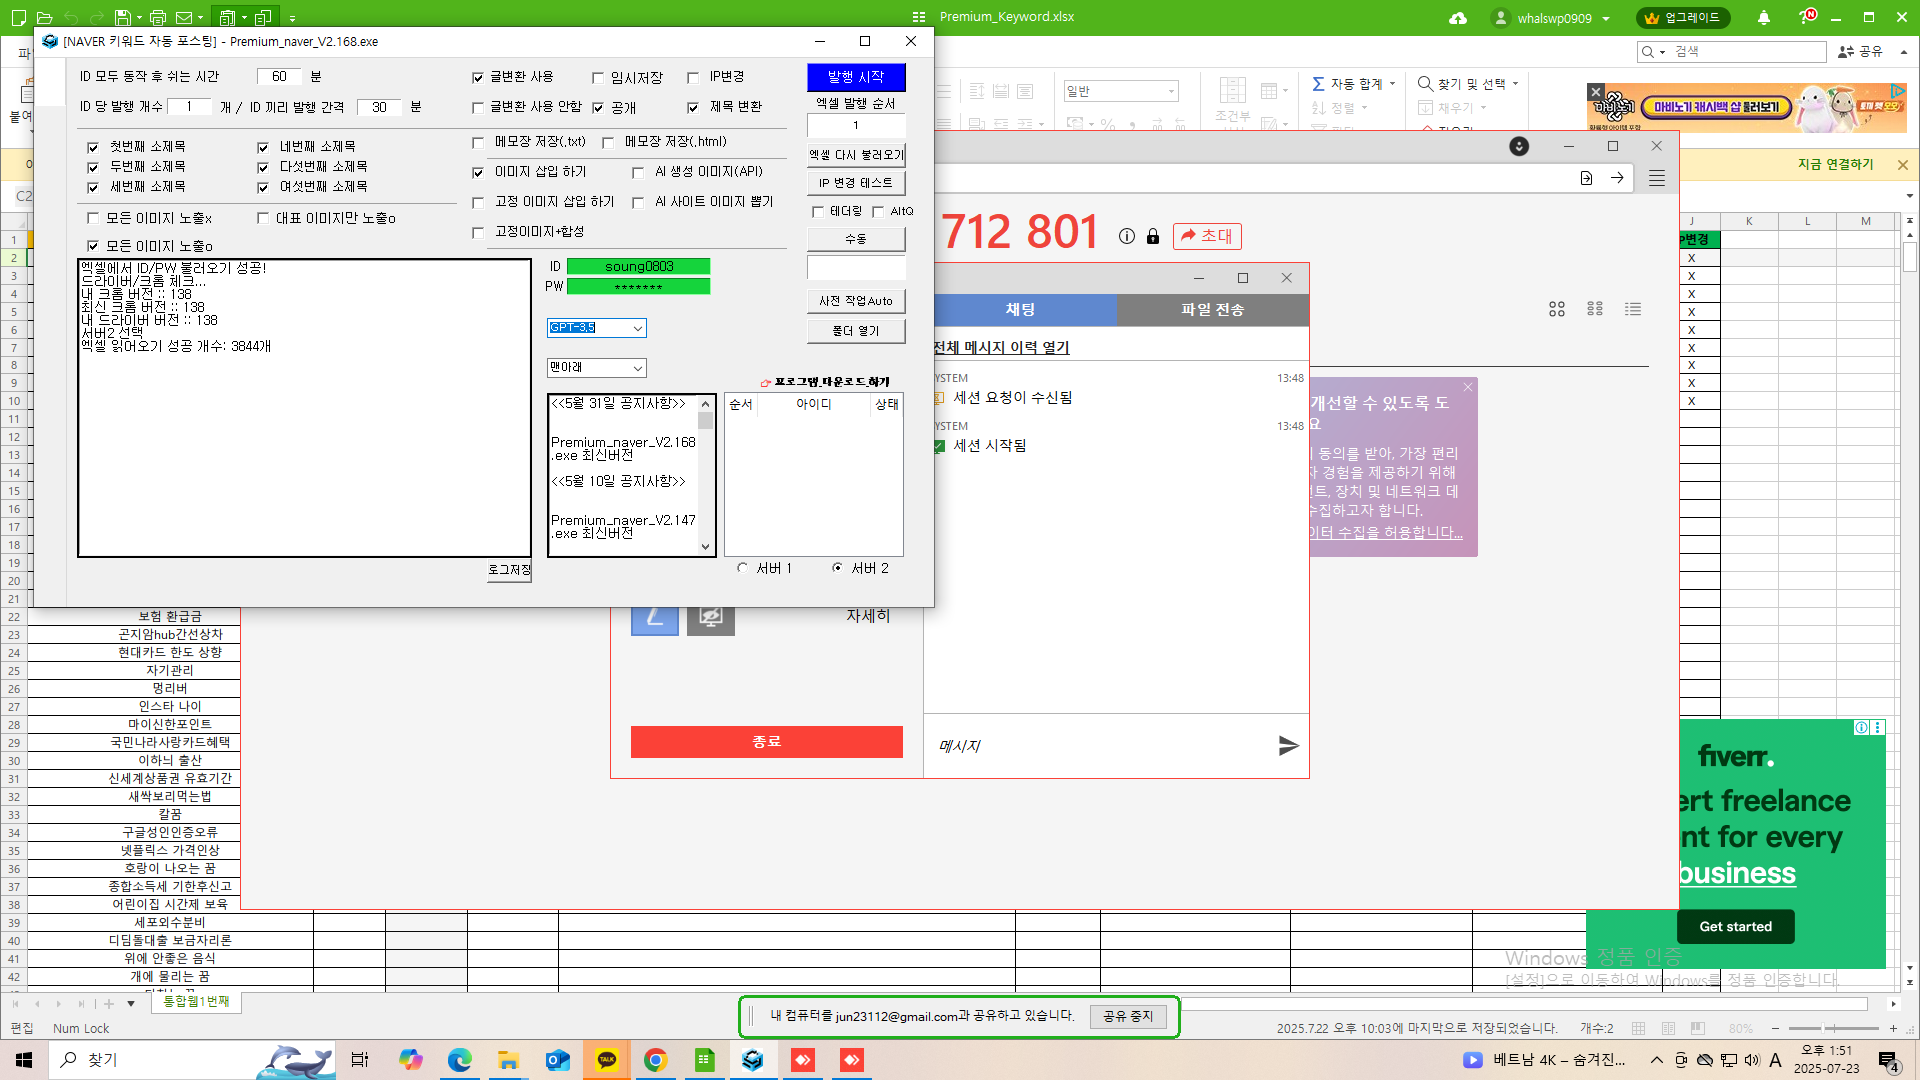 Premium_Keyword.xlsx
whalswp0909
업그레이드
[NAVER 키워드 자동 포스팅] - Premium_naver_V2.168.exe
ID 모두 동작 후 쉬는 시간 60 분
ID 당 발행 개수 1 개 / ID 끼리 발행 간격 30 분
글변환 사용 임시저장 IP변경
글변환 사용 안함 공개 제목 변환
메모장 저장(.txt) 메모장 저장(.html)
첫번째 소제목 네번째 소제목
두번째 소제목 다섯번째 소제목
세번째 소제목 여섯번째 소제목
모든 이미지 노출x 대표 이미지만 노출o
모든 이미지 노출o
이미지 삽입 하기 AI 생성 이미지(API)
고정 이미지 삽입 하기 AI 사이트 이미지 뽑기
고정이미지+합성
발행 시작
엑셀 발행 순서
1
엑셀 다시 불러오기
IP 변경 테스트
테더링 AltQ
수동
사전 작업Auto
폴더 열기
엑셀에서 ID/PW 불러오기 성공!
드라이버/크롬 체크...
내 크롬 버전 :: 138
최신 크롬 버전 :: 138
내 드라이버 버전 :: 138
서버2 선택
엑셀 읽어오기 성공 개수: 3844개
ID soung0803
PW *******
GPT-3.5
맨아래
프로그램 다운로드 하기
<<5월 31일 공지사항>>
Premium_naver_V2.168
.exe 최신버전
<<5월 10일 공지사항>>
Premium_naver_V2.147
.exe 최신버전
순서 아이디 상태
로그저장
서버 1 서버 2
검색
공유
일반
자동 합계
정렬
찾기 및 선택
채우기
조건부
마비노기 캐시백 샵 둘러보기
지금 연결하기
712 801
초대
채팅 파일 전송
전체 메시지 이력 열기
YSTEM 13:48
세션 요청이 수신됨
YSTEM 13:48
세션 시작됨
메시지
자세히
종료
개선할 수 있도록 도
요
동의를 받아, 가장 편리
자 경험을 제공하기 위해
트, 장치 및 네트워크 데
수집하고자 합니다.
이터 수집을 허용합니다...
J K L M
P변경
X
X
X
X
X
X
X
X
X
C2
1
2
3
4
5
6
7
8
9
10
11
12
13
14
15
16
17
18
19
20
21
22 보험 환급금
23 곤지암hub간선상차
24 현대카드 한도 상향
25 자기관리
26 멍리버
27 인스타 나이
28 마이신한포인트
29 국민나라사랑카드혜택
30 이하늬 출산
31 신세계상품권 유효기간
32 새싹보리먹는법
33 칼꿈
34 구글성인인증오류
35 넷플릭스 가격인상
36 호랑이 나오는 꿈
37 종합소득세 기한후신고
38 어린이집 시간제 보육
39 세포외수분비
40 디딤돌대출 보금자리론
41 위에 안좋은 음식
42 개에 물리는 꿈
fiverr.
ert freelance
nt for every
business
Get started
Windows 정품 인증
[설정]으로 이동하여 Windows를 정품 인증합니다.
통합웹1번째
내 컴퓨터를 jun23112@gmail.com과 공유하고 있습니다. 공유 중지
편집 Num Lock
2025.7.22 오후 10:03에 마지막으로 저장되었습니다. 개수:2 80%
찾기
TALK
베트남 4K – 숨겨진...
A
오후 1:51
2025-07-23
4